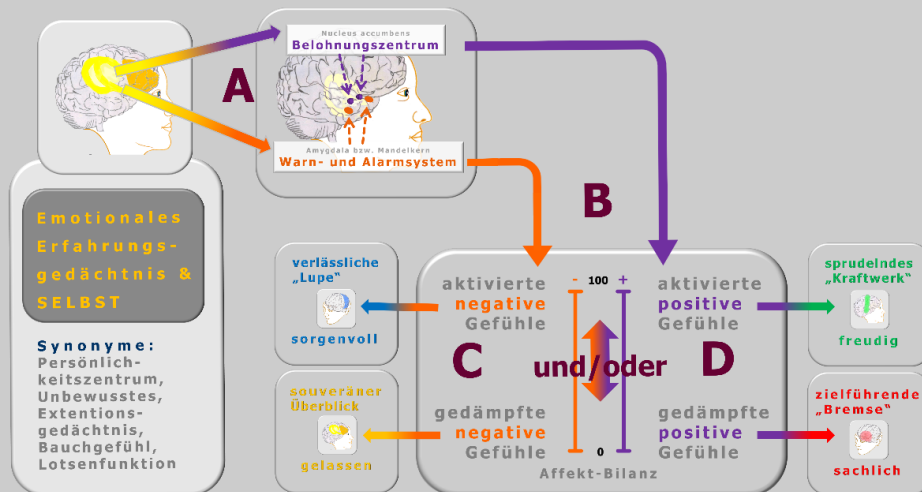 Nucleus accumbens
Belohnungszentrum
A
Amygdala bzw. Mandelkern
Warn- und Alarmsystem
Emotionales
Erfahrungs-
gedächtnis &
SELBST
Synonyme:
Persönlich-
keitszentrum,
Unbewusstes,
Extentions-
gedächtnis,
Bauchgefühl,
Lotsenfunktion
B
verlässliche
„Lupe"
sorgenvoll
souveräner
Überblick
gelassen
aktivierte
negative
Gefühle
- 100 +
aktivierte
positive
Gefühle
C
und/oder
D
gedämpfte
negative
Gefühle
0
gedämpfte
positive
Gefühle
Affekt-Bilanz
sprudelndes
„Kraftwerk"
freudig
zielführende
„Bremse"
sachlich